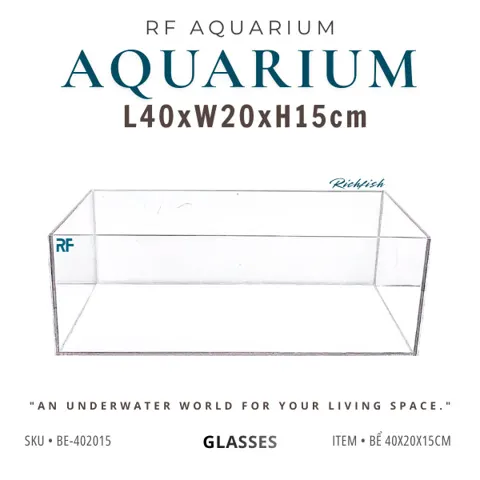 RF AQUARIUM
AQUARIUM
L40xW20xH15cm
Richfish
RF
"AN UNDERWATER WORLD FOR YOUR LIVING SPACE."
SKU • BE-402015
GLASSES
ITEM • BỂ 40X20X15CM